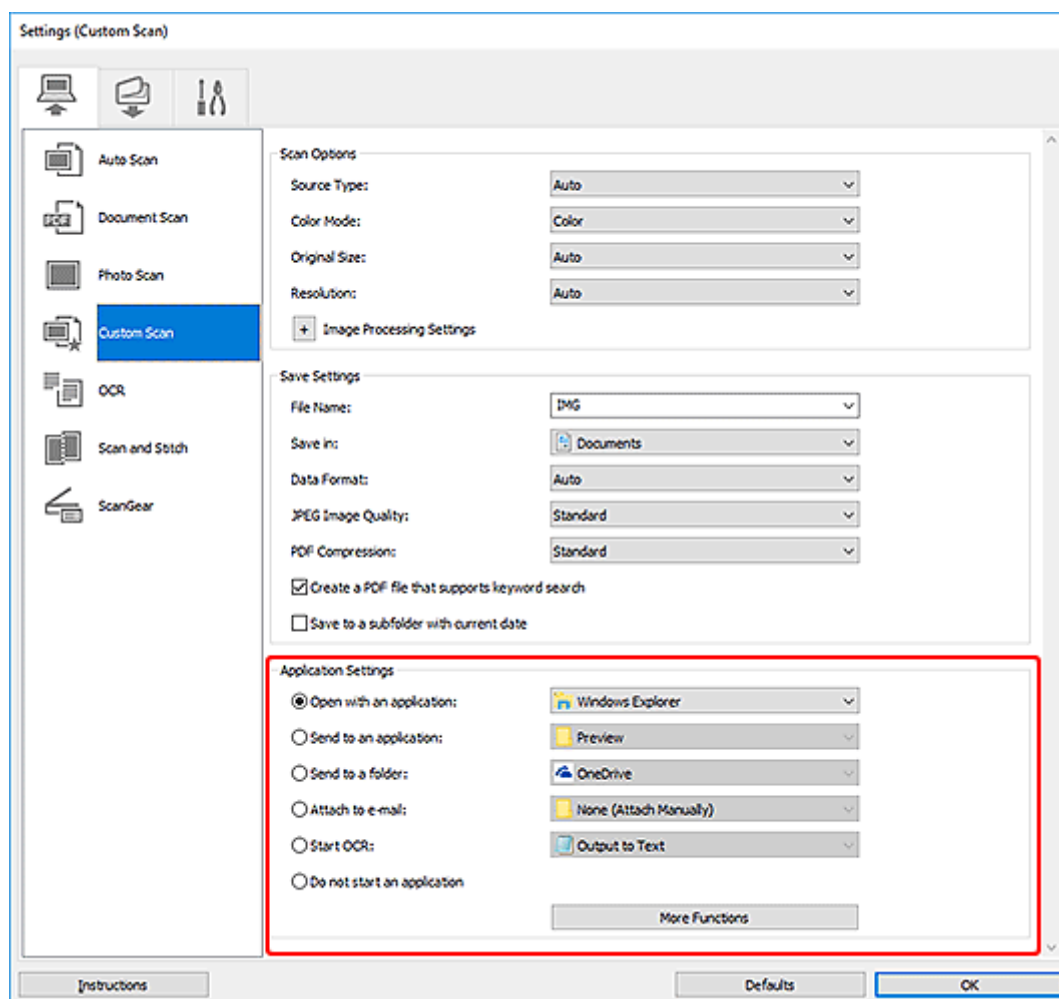 Settings (Custom Scan)
Auto Scan
Document Scan
Photo Scan
Custom Scan
OCR
Scan and Stitch
ScanGear
Scan Options
Source Type: Auto
Color Mode: Color
Original Size: Auto
Resolution: Auto
+ Image Processing Settings
Save Settings
File Name: IMG
Save in: Documents
Data Format: Auto
JPEG Image Quality: Standard
PDF Compression: Standard
Create a PDF file that supports keyword search
Save to a subfolder with current date
Application Settings
Open with an application: Windows Explorer
Send to an application: Preview
Send to a folder: OneDrive
Attach to e-mail: None (Attach Manually)
Start OCR: Output to Text
Do not start an application
More Functions
Instructions Defaults OK